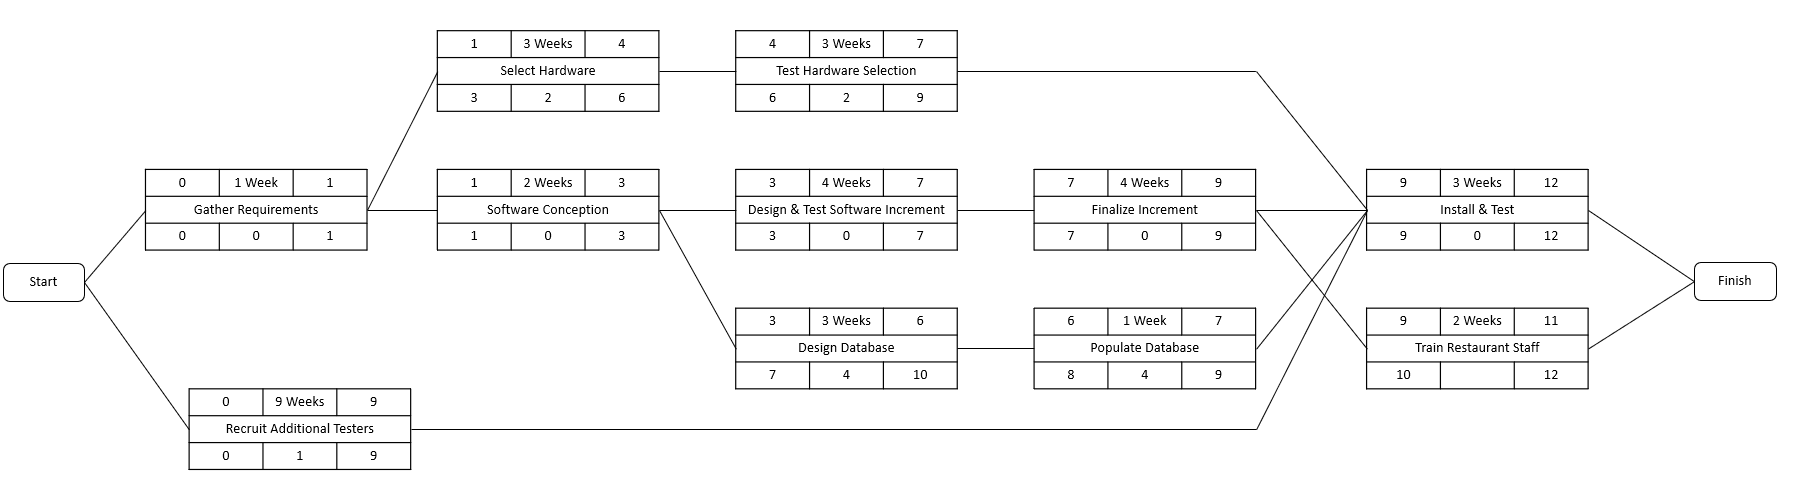 1 3 Weeks 4
Select Hardware
3 2 6
4 3 Weeks 7
Test Hardware Selection
6 2 9
0 1 Week 1
Gather Requirements
0 0 1
1 2 Weeks 3
Software Conception
1 0 3
3 4 Weeks 7
Design & Test Software Increment
3 0 7
7 4 Weeks 9
Finalize Increment
7 0 9
9 3 Weeks 12
Install & Test
9 0 12
Start
Finish
3 3 Weeks 6
Design Database
7 4 10
6 1 Week 7
Populate Database
8 4 9
9 2 Weeks 11
Train Restaurant Staff
10 12
0 9 Weeks 9
Recruit Additional Testers
0 1 9